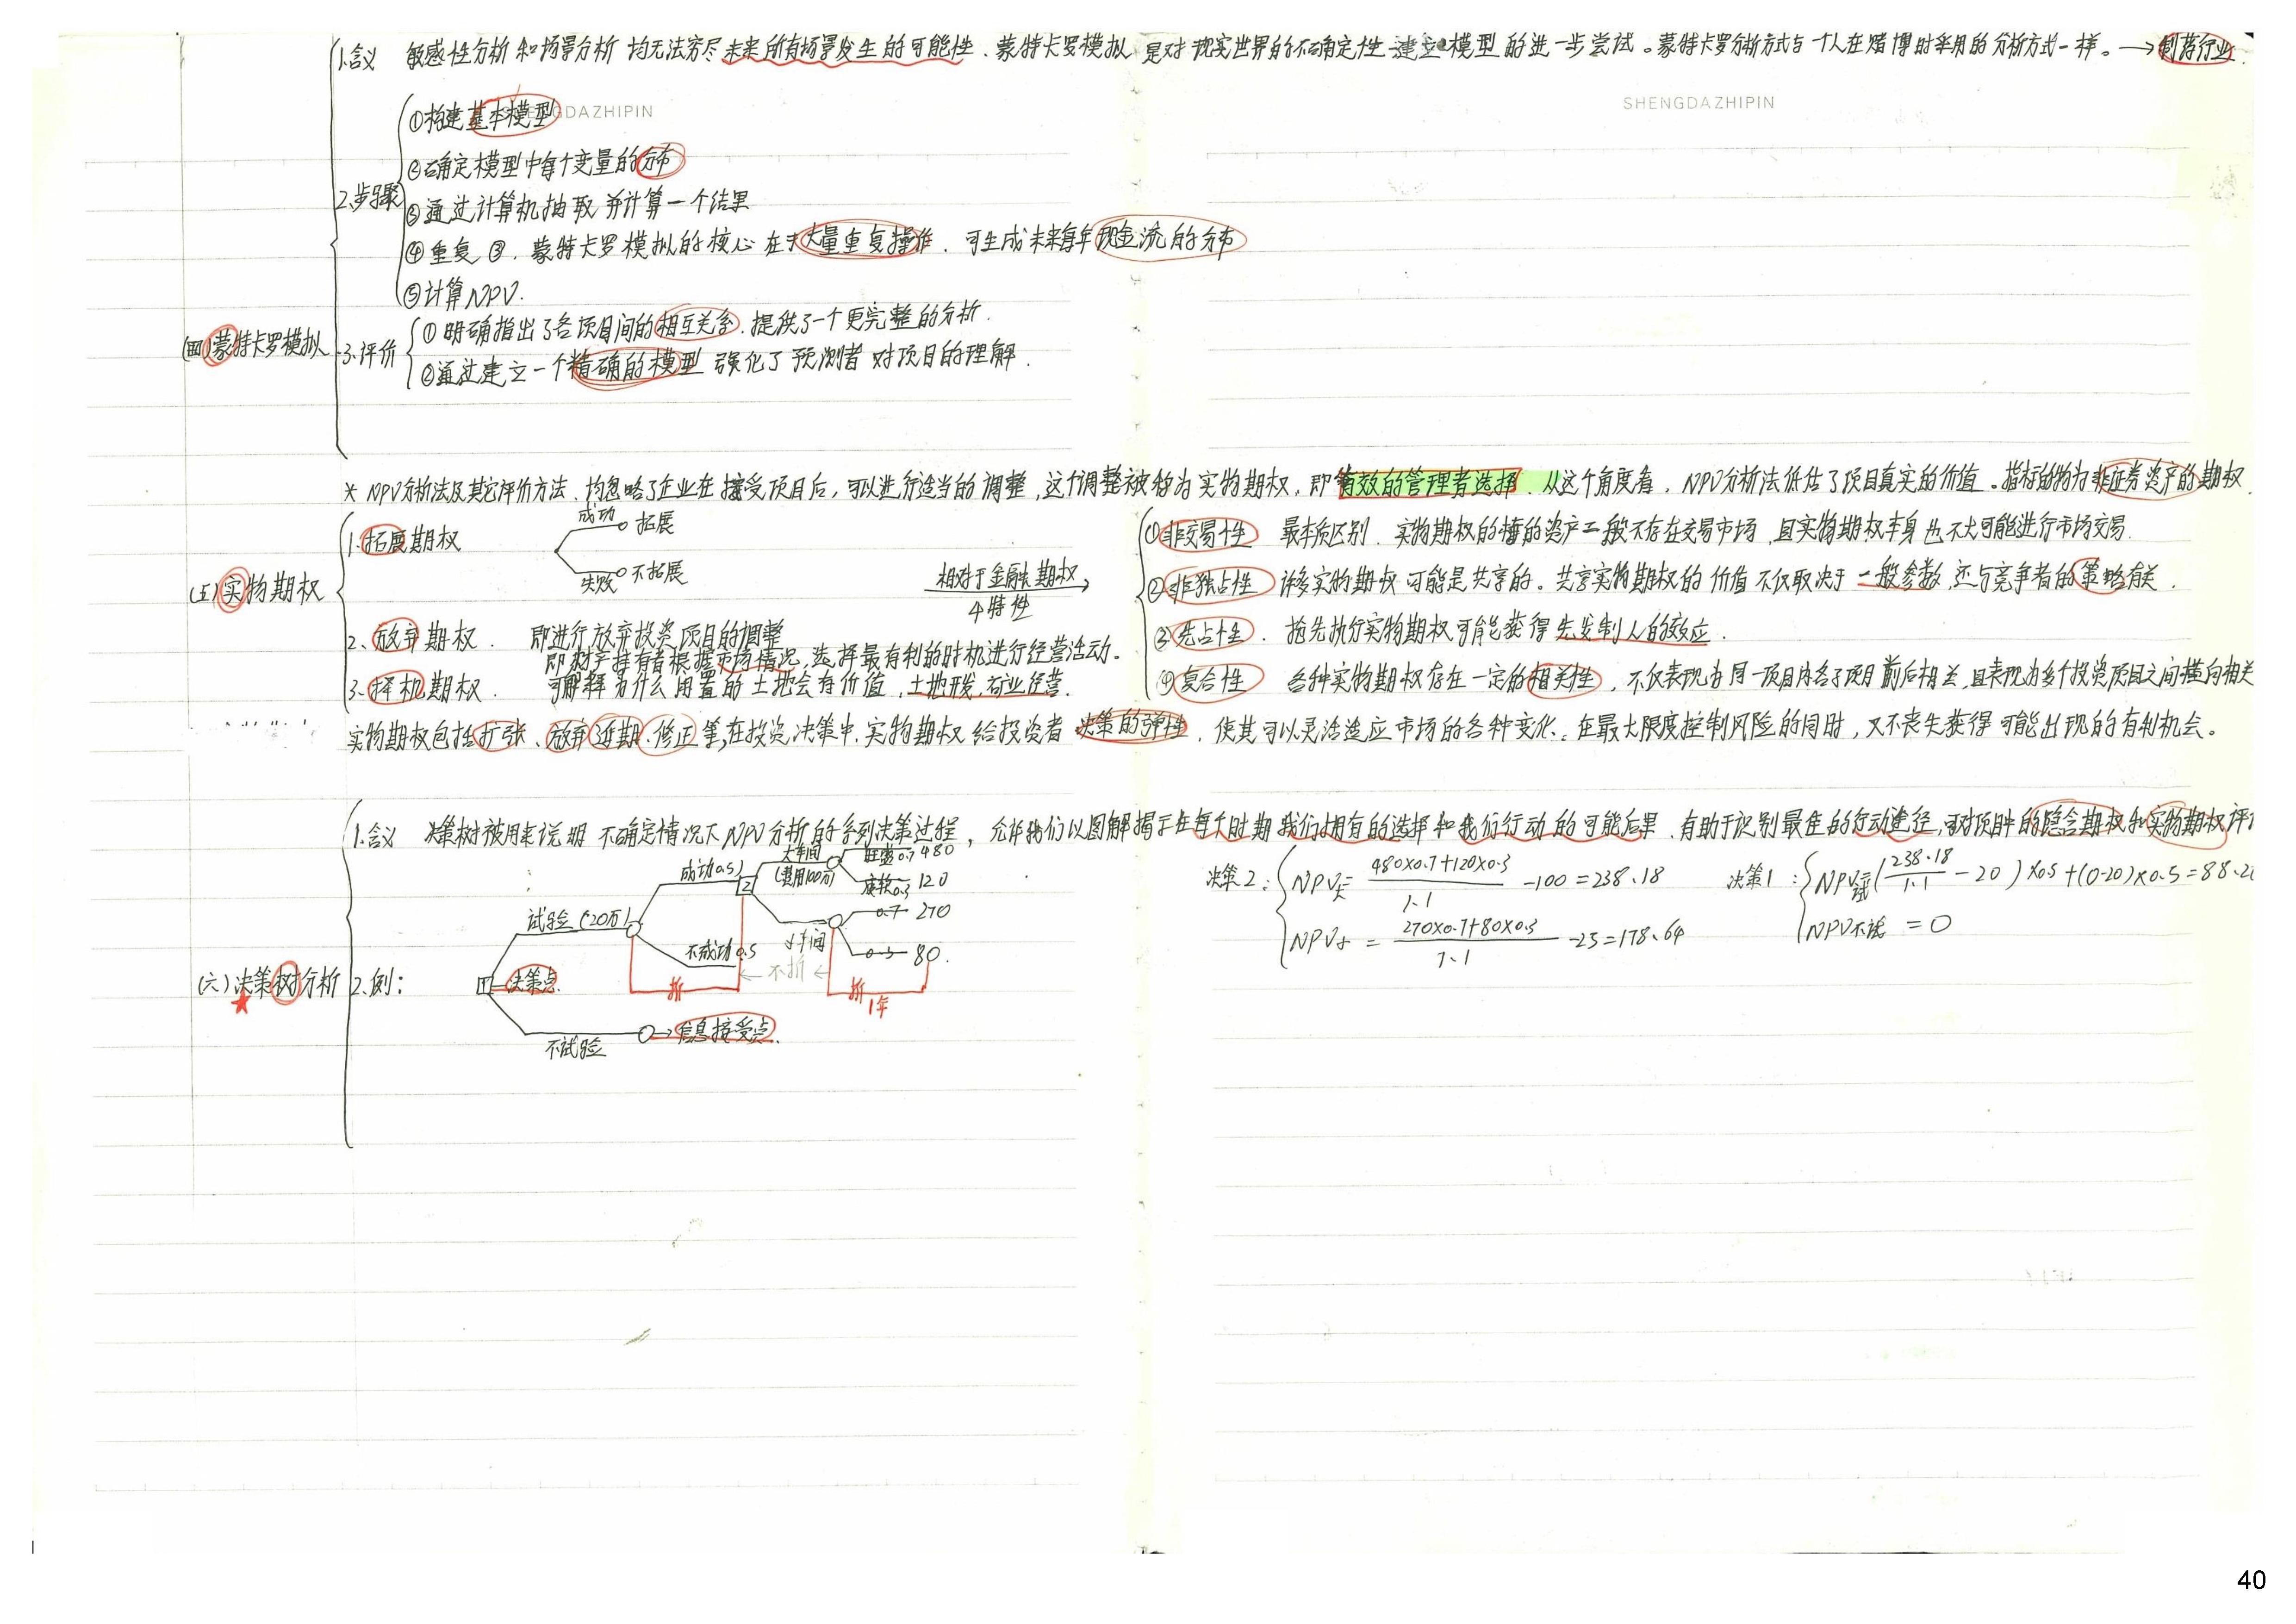 1.含义 敏感性分析和场景分析均无法穷尽未来所有场景发生的可能性、蒙特卡罗模拟是对现实世界的不确定性建立模型的进一步尝试。蒙特卡罗分析方式与一个人在赌博时采用的分析方式一样。→制药行业.
SHENGDAZHIPIN
GDAZHIPIN
①构建基本模型
②确定模型中每个变量的分布
2.步骤
③通过计算机抽取并计算一个结果
④重复③.蒙特卡罗模拟的核心在于大量重复操作.可生成未来每年现金流的分布
⑤计算NPV.
(四)蒙特卡罗模拟
3.评价
①明确指出了各项目间的相互关系.提供了一个更完整的分析.
②通过建立一个精确的模型强化了预测者对项目的理解.
* NPV分析法及其它评价方法、均忽略了企业在接受项目后,可以进行适当的调整,这个调整被称为实物期权,即有效的管理者选择.从这个角度看,NPV分析法低估了项目真实的价值。指标的物为非证券资产的期权.
(五)实物期权
1.拓展期权
成功 拓展
失败 不拓展
相对于金融期权→
4特性
①非交易性 最本质区别.实物期权的标的资产一般不存在交易市场,且实物期权本身也不大可能进行市场交易.
②非独占性 许多实物期权可能是共享的。共享实物期权的价值不仅取决于一般参数,还与竞争者的策略有关.
③先占性.抢先执行实物期权可能获得先发制人的效应.
④复合性 各种实物期权存在一定的相关性,不仅表现为同一项目内各子项目前后相关,且表现为多个投资项目之间横向相关
2.放弃期权. 即进行放弃投资项目的调整
即财产持有者根据市场情况,选择最有利的时机进行经营活动.
3.择机期权. 可解释为什么闲置的土地会有价值,土地开发,矿业经营.
实物期权包括扩张、放弃、延期、修正等,在投资决策中.实物期权给投资者决策的弹性,使其可以灵活适应市场的各种变化,在最大限度控制风险的同时,又不丧失获得可能出现的有利机会。
1.含义 决策树被用来说明不确定情况下NPV分析的系列决策过程,允许我们以图解揭示在每个时期我们拥有的选择和我们行动的可能后果.有助于识别最佳的行动途径,可对项目中的隐含期权和实物期权评
(六)决策树分析
2.例:
1 决策点
试验(20万)
成功0.5
2
大车间
(费用100万)
旺盛0.7 480
疲软0.3 120
小车间
0.7 270
0.3 80.
不成功0.5
←不折←
折
折1年
不试验
→信息接受点.
决策2: NPV大=480×0.7+120×0.3/1.1 -100=238.18
NPV小=270×0.7+80×0.3/1.1 -25=178.64
决策1: NPV试=(238.18/1.1 -20)×0.5+(0-20)×0.5=88.2
NPV不试=0
40